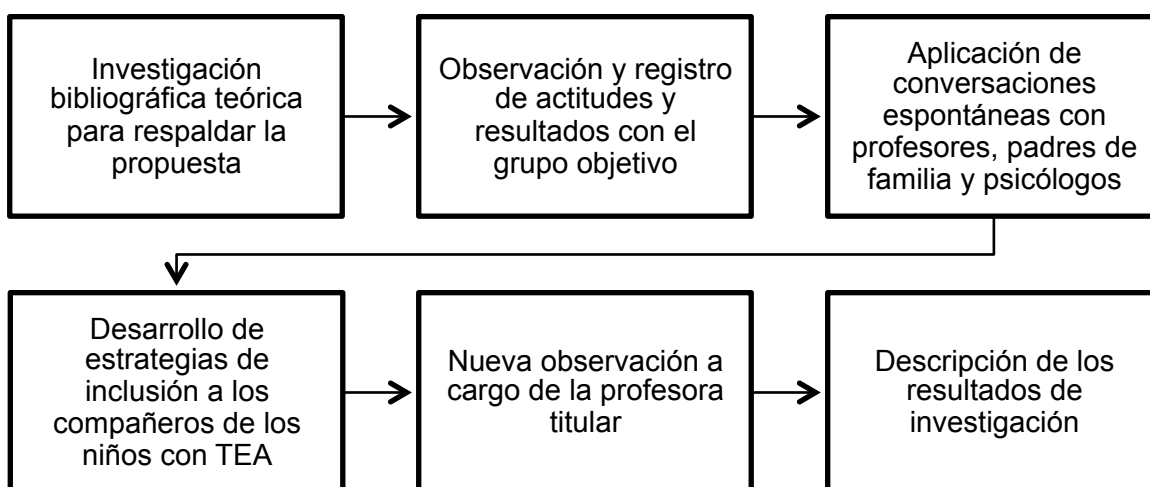 Investigación
bibliográfica teórica
para respaldar la
propuesta
Observación y registro
de actitudes y
resultados con el
grupo objetivo
Aplicación de
conversaciones
espontáneas con
profesores, padres de
familia y psicólogos
Desarrollo de
estrategias de
inclusión a los
compañeros de los
niños con TEA
Nueva observación a
cargo de la profesora
titular
Descripción de los
resultados de
investigación